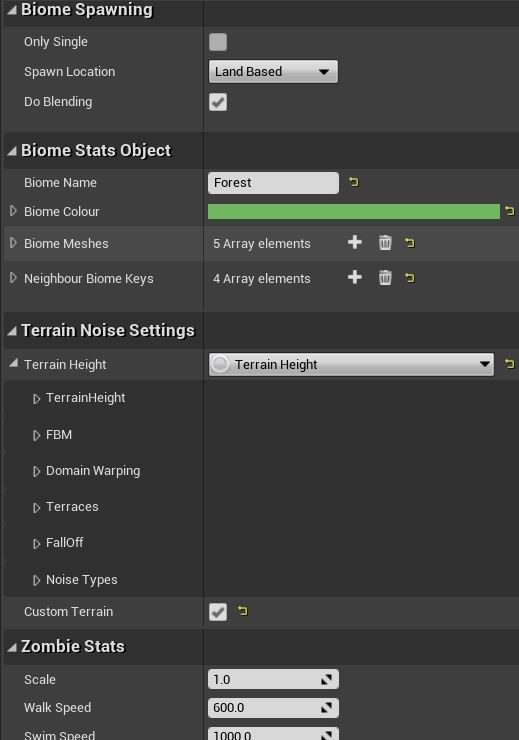 Biome Spawning
Only Single
Spawn Location Land Based
Do Blending
Biome Stats Object
Biome Name Forest
Biome Colour
Biome Meshes 5 Array elements
Neighbour Biome Keys 4 Array elements
Terrain Noise Settings
Terrain Height Terrain Height
TerrainHeight
FBM
Domain Warping
Terraces
FallOff
Noise Types
Custom Terrain
Zombie Stats
Scale 1.0
Walk Speed 600.0
Swim Speed 1000.0